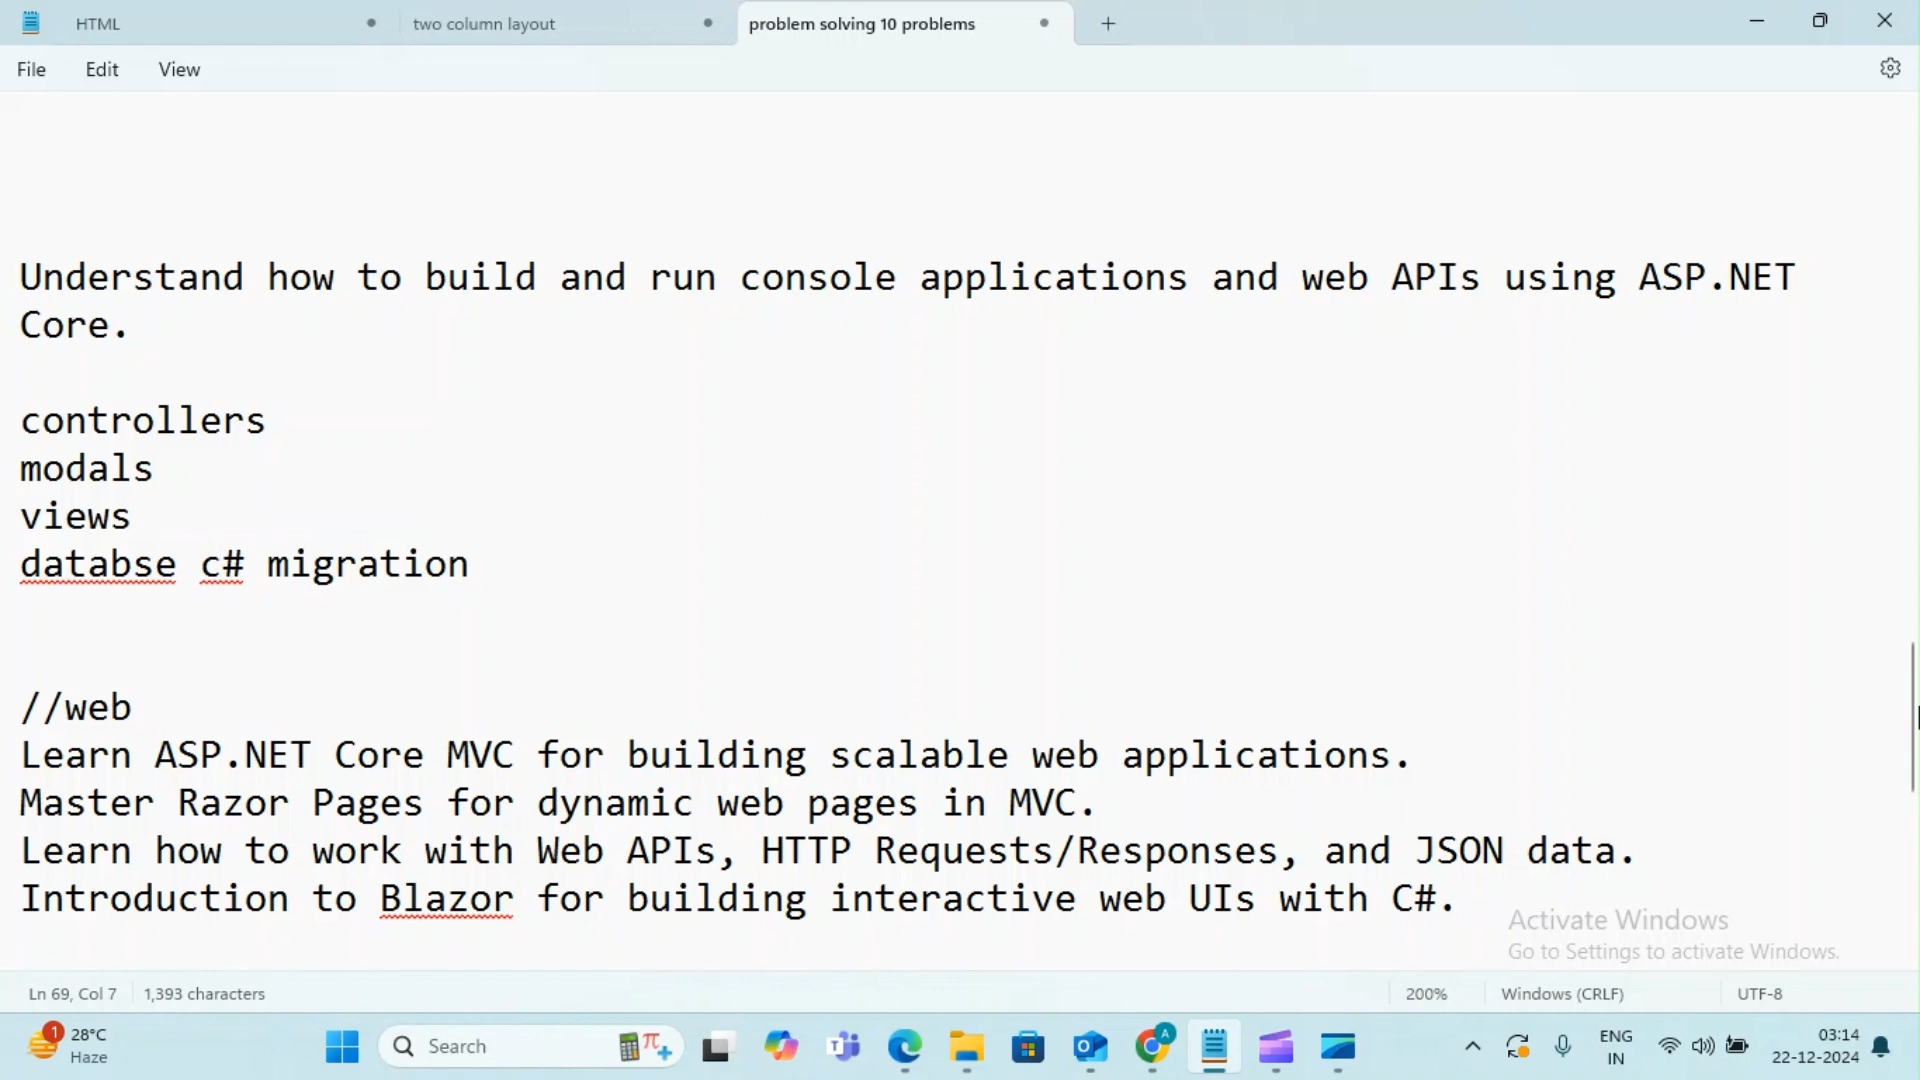 HTML
two column layout
problem solving 10 problems
File Edit View
Understand how to build and run console applications and web APIs using ASP.NET
Core.
controllers
modals
views
databse c# migration
//web
Learn ASP.NET Core MVC for building scalable web applications.
Master Razor Pages for dynamic web pages in MVC.
Learn how to work with Web APIs, HTTP Requests/Responses, and JSON data.
Introduction to Blazor for building interactive web UIs with C#.
Activate Windows
Go to Settings to activate Windows.
Ln 69, Col 7 1,393 characters 200% Windows (CRLF) UTF-8
1
28°C
Haze
Search
A
ENG
IN
03:14
22-12-2024